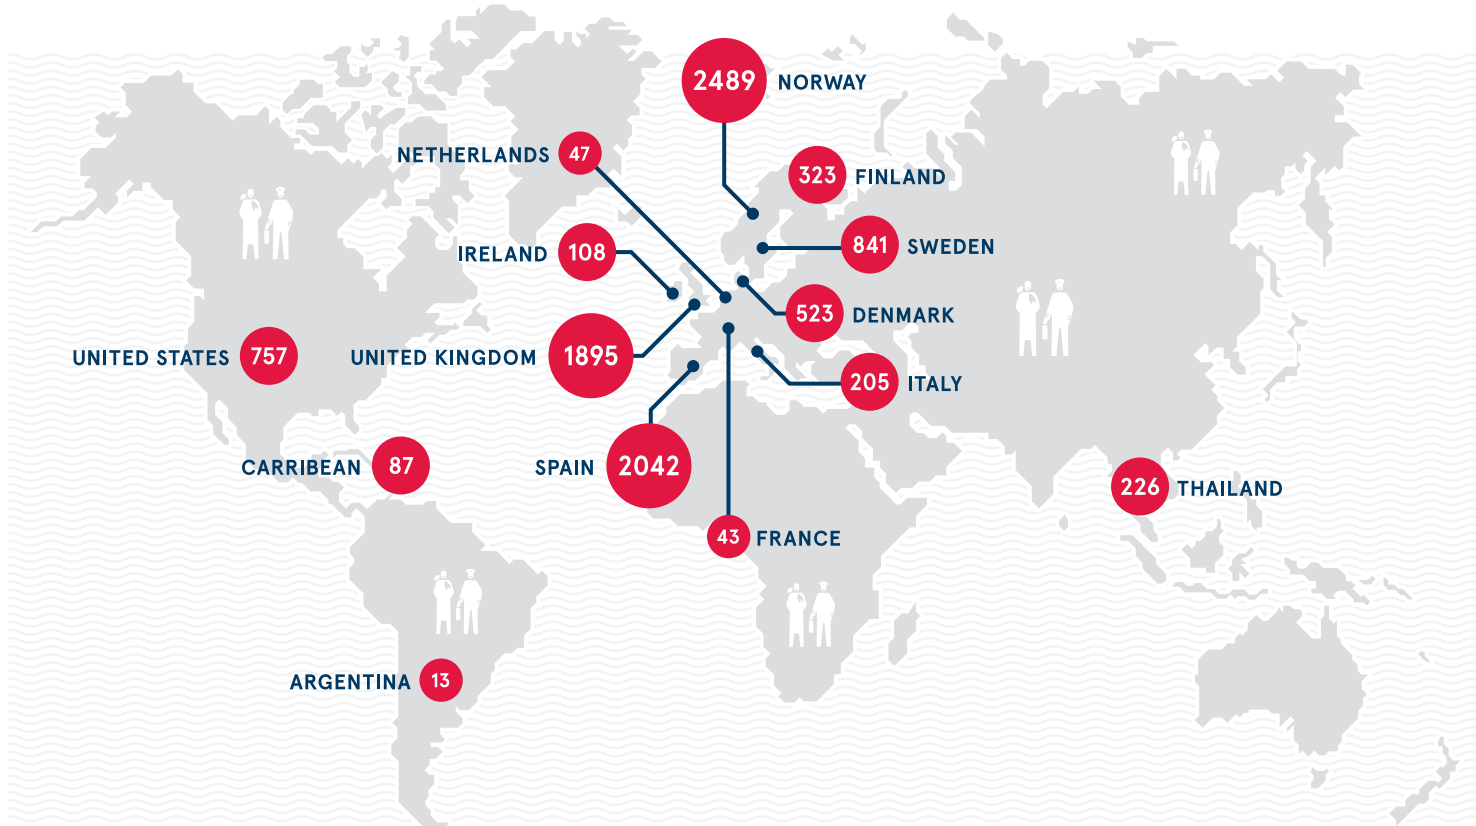 2489 NORWAY
NETHERLANDS 47
323 FINLAND
IRELAND 108
841 SWEDEN
523 DENMARK
UNITED STATES 757
UNITED KINGDOM 1895
205 ITALY
CARRIBEAN 87
SPAIN 2042
226 THAILAND
43 FRANCE
ARGENTINA 13